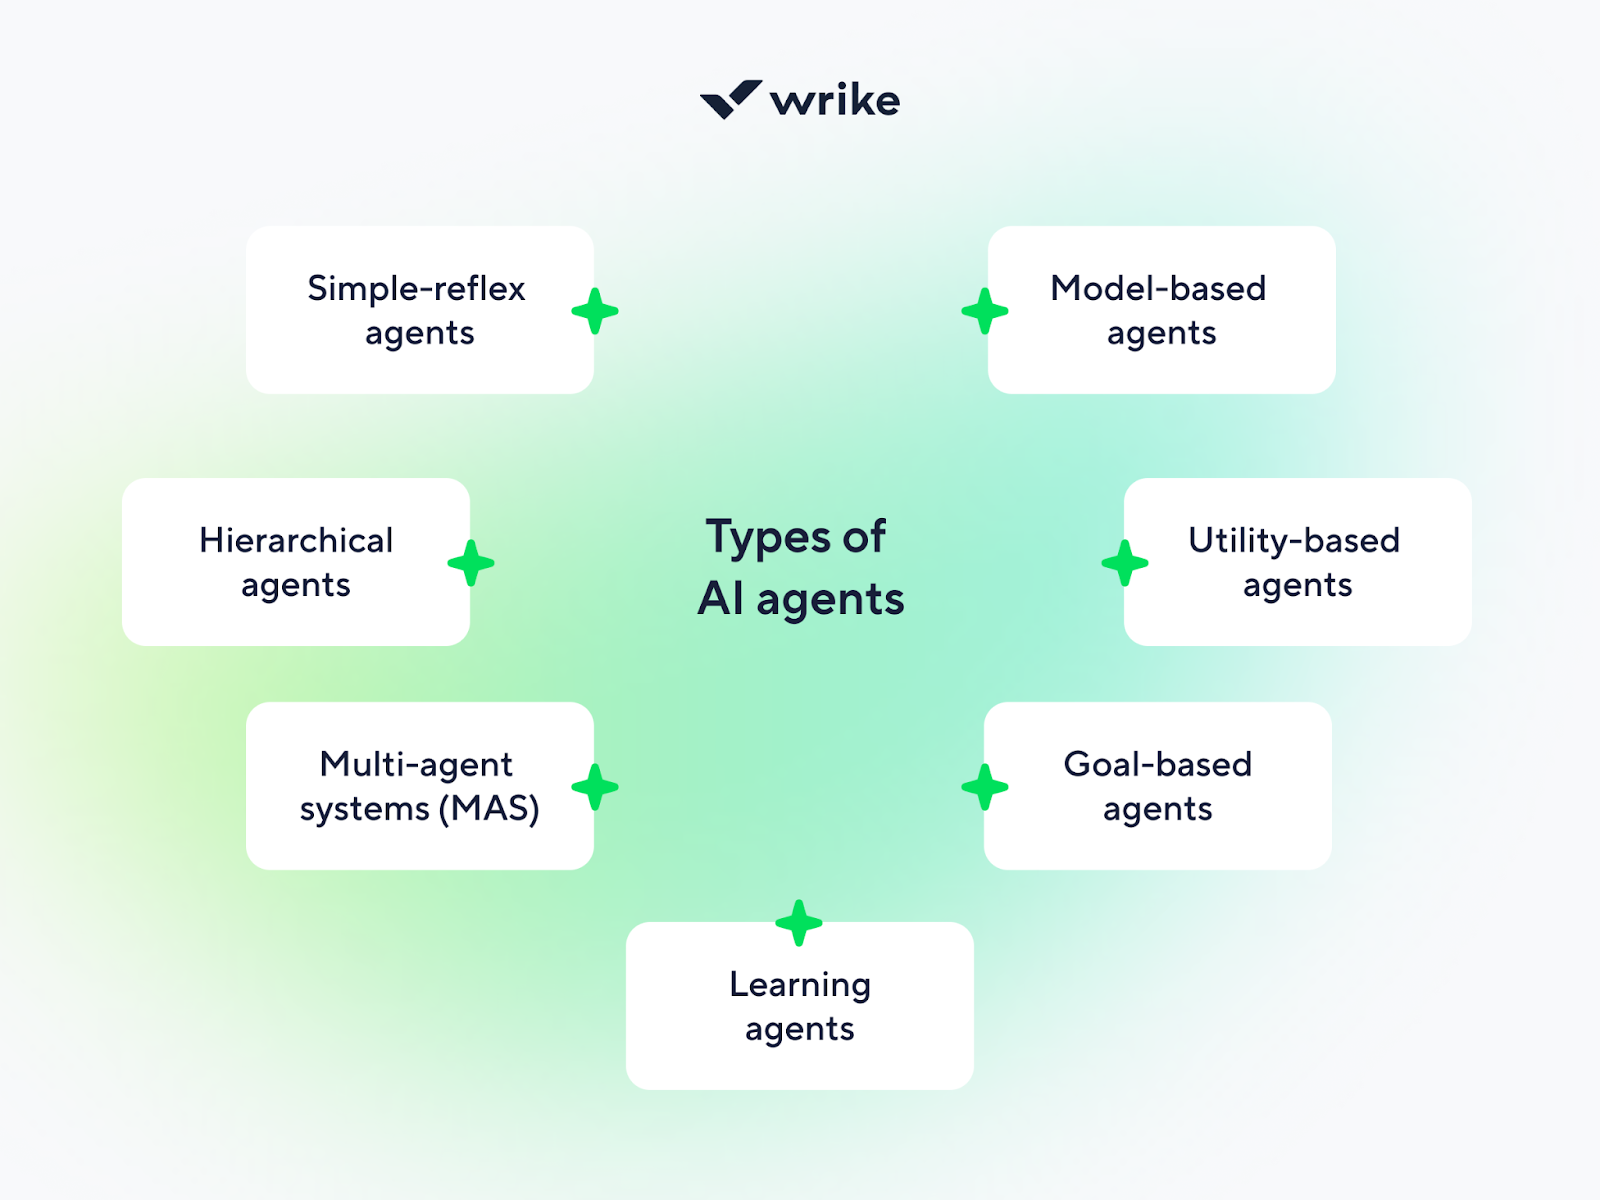 wrike
Simple-reflex
agents
Model-based
agents
Hierarchical
agents
Types of
AI agents
Utility-based
agents
Multi-agent
systems (MAS)
Goal-based
agents
Learning
agents